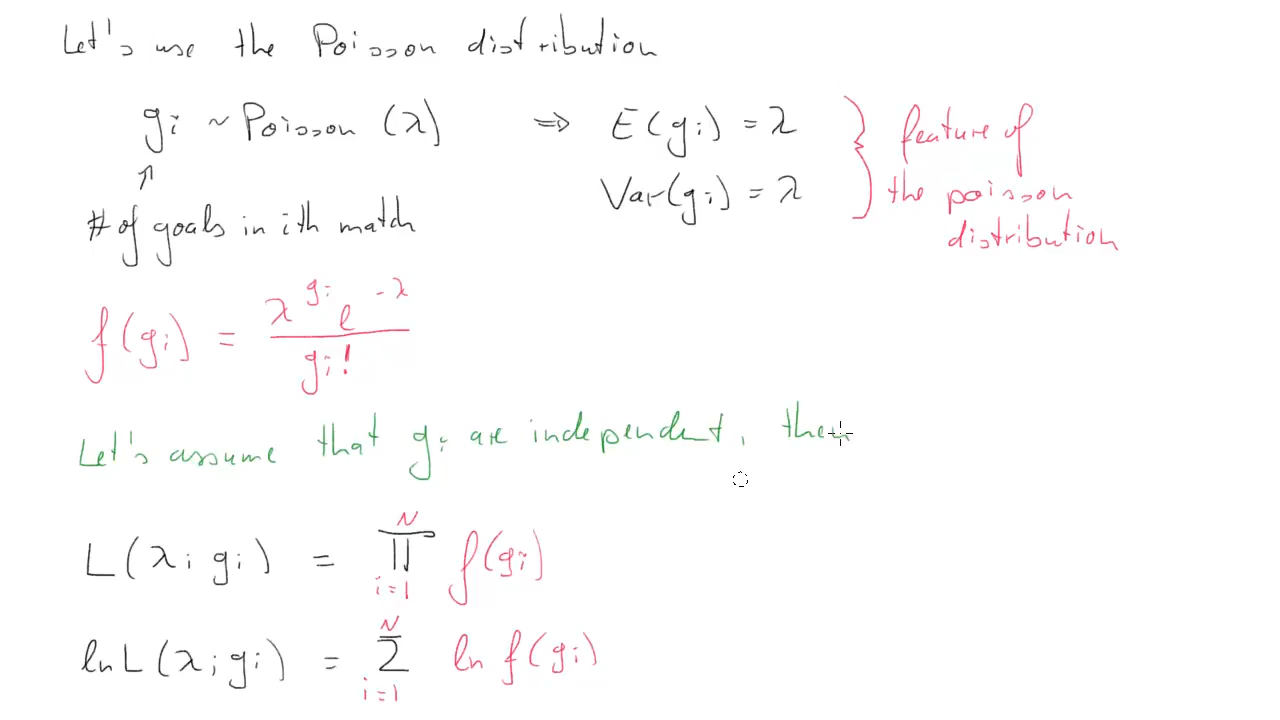 Let's use the Poisson distribution
gi ~ Poisson (λ) ⇒ E(gi) = λ } feature of
Var(gi) = λ the poisson
↑
# of goals in ith match distribution
f(gi) = λ^gi e^-λ / gi!
Let's assume that gi are independent, then
L(λ; gi) = ∏_{i=1}^{N} f(gi)
ln L(λ; gi) = Σ_{i=1}^{N} ln f(gi)